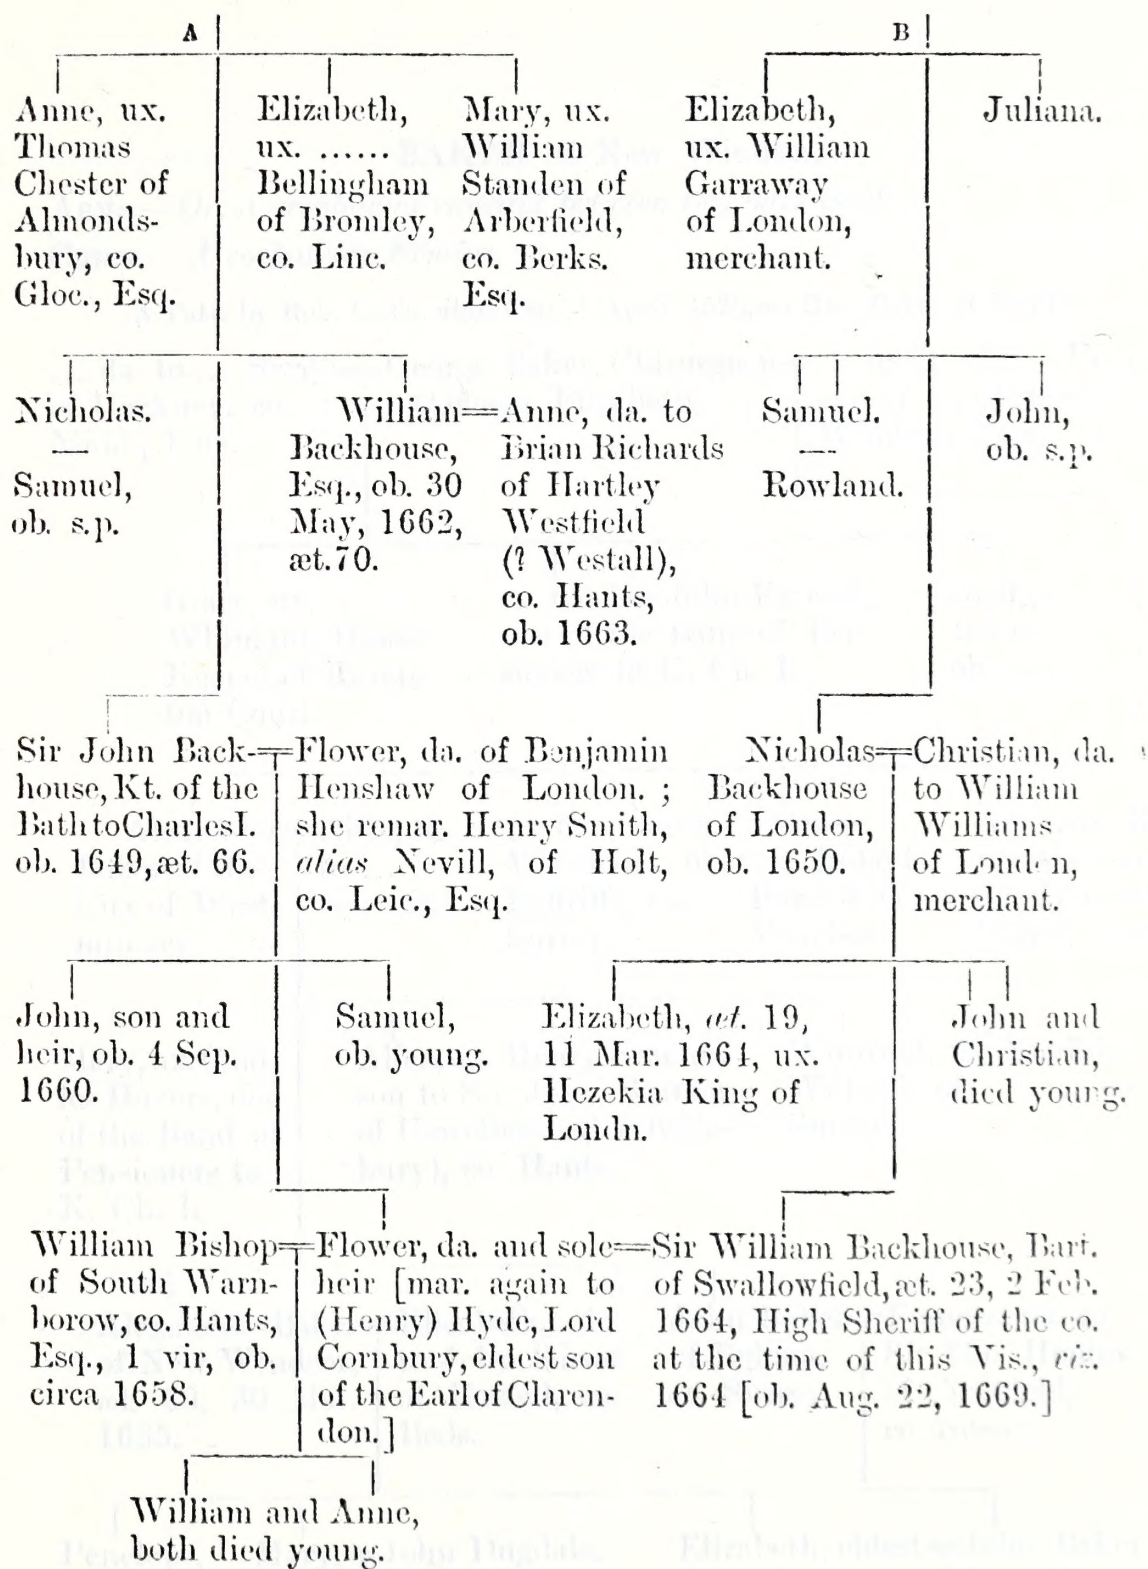 A
B
Anne, ux.
Thomas
Chester of
Almonds-
bury, co.
Gloc., Esq.
Elizabeth,
ux. ......
Bellingham
of Bromley,
co. Linc.
Mary, ux.
William
Standen of
Arberfield,
co. Berks.
Esq.
Elizabeth,
ux. William
Garraway
of London,
merchant.
Juliana.
Nicholas.
—
Samuel,
ob. s.p.
William
Backhouse,
Esq., ob. 30
May, 1662,
æt.70.
Anne, da. to
Brian Richards
of Hartley
Westfield
(? Westall),
co. Hants,
ob. 1663.
Samuel.
—
Rowland.
John,
ob. s.p.
Sir John Back-
house, Kt. of the
Bath to Charles I.
ob. 1649, æt. 66.
Flower, da. of Benjamin
Henshaw of London. ;
she remar. Henry Smith,
alias Nevill, of Holt,
co. Leic., Esq.
Nicholas
Backhouse
of London,
ob. 1650.
Christian, da.
to William
Williams
of London,
merchant.
John, son and
heir, ob. 4 Sep.
1660.
Samuel,
ob. young.
Elizabeth, æt. 19,
11 Mar. 1664, ux.
Hezekia King of
Londn.
John and
Christian,
died young.
William Bishop
of South Warn-
borow, co. Hants,
Esq., 1 vir, ob.
circa 1658.
Flower, da. and sole
heir [mar. again to
(Henry) Hyde, Lord
Cornbury, eldest son
of the Earl of Claren-
don.]
Sir William Backhouse, Bart.
of Swallowfield, æt. 23, 2 Feb.
1664, High Sheriff of the co.
at the time of this Vis., viz.
1664 [ob. Aug. 22, 1669.]
William and Anne,
both died young.